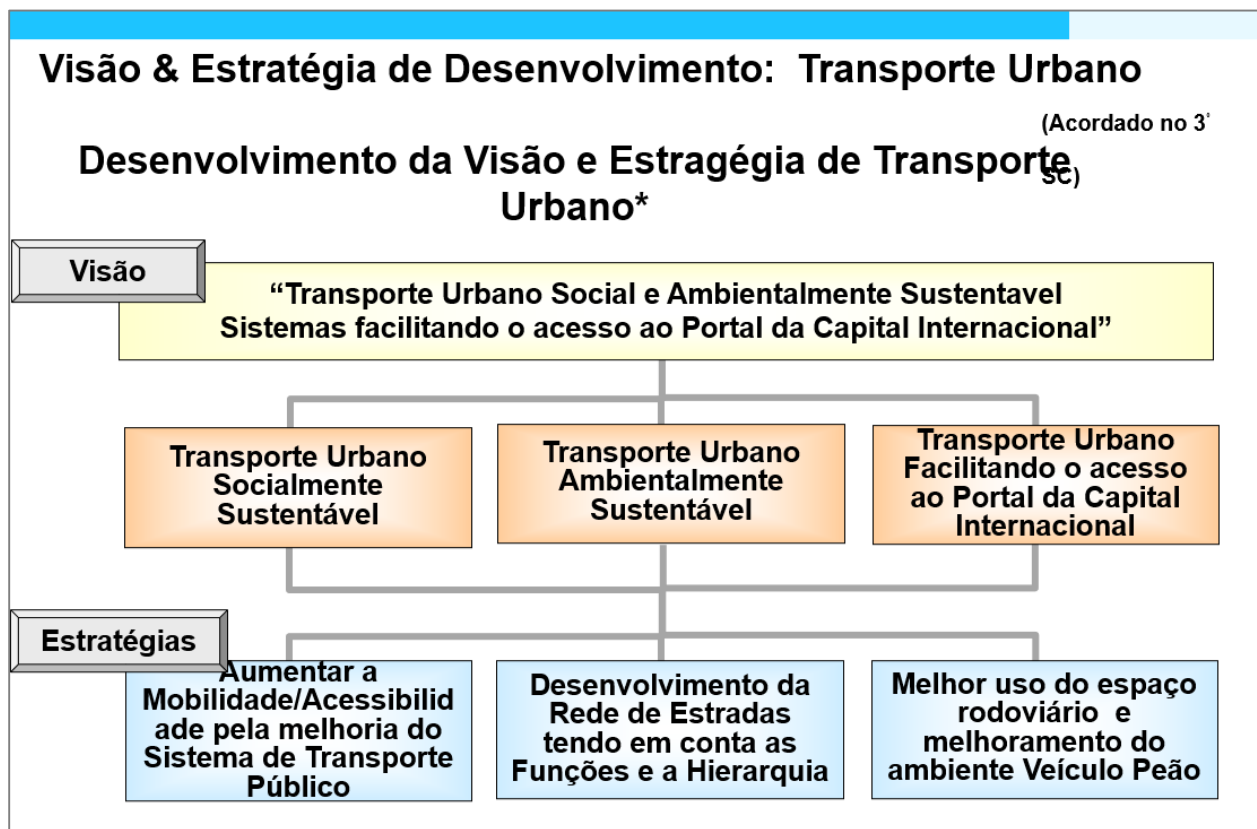 Visão & Estratégia de Desenvolvimento: Transporte Urbano
(Acordado no 3°
SC)
Desenvolvimento da Visão e Estragégia de Transporte
Urbano*
Visão
“Transporte Urbano Social e Ambientalmente Sustentavel
Sistemas facilitando o acesso ao Portal da Capital Internacional”
Transporte Urbano
Socialmente
Sustentável
Transporte Urbano
Ambientalmente
Sustentável
Transporte Urbano
Facilitando o acesso
ao Portal da Capital
Internacional
Estratégias
Aumentar a
Mobilidade/Acessibilid
ade pela melhoria do
Sistema de Transporte
Público
Desenvolvimento da
Rede de Estradas
tendo em conta as
Funções e a Hierarquia
Melhor uso do espaço
rodoviário e
melhoramento do
ambiente Veículo Peão